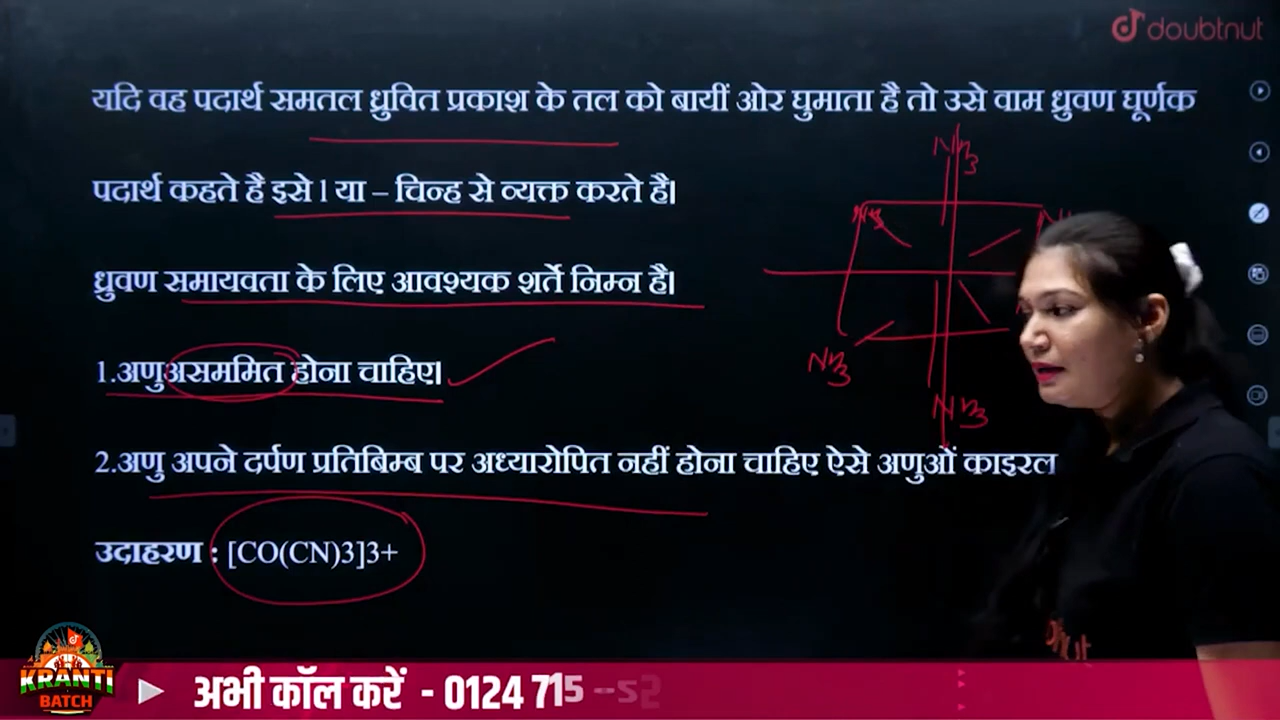 doubtnut
यदि वह पदार्थ समतल ध्रुवित प्रकाश के तल को बायीं ओर घुमाता है तो उसे वाम ध्रुवण घूर्णक
पदार्थ कहते है इसे l या – चिन्ह से व्यक्त करते है।
ध्रुवण समायवता के लिए आवश्यक शर्ते निम्न है।
1.अणु असममित होना चाहिए।
2.अणु अपने दर्पण प्रतिबिम्ब पर अध्यारोपित नहीं होना चाहिए ऐसे अणुओं काइरल
उदाहरण : [CO(CN)3]3+
NH3
NH3
NH3
NH3
KRANTI
BATCH
अभी कॉल करें - 0124 715